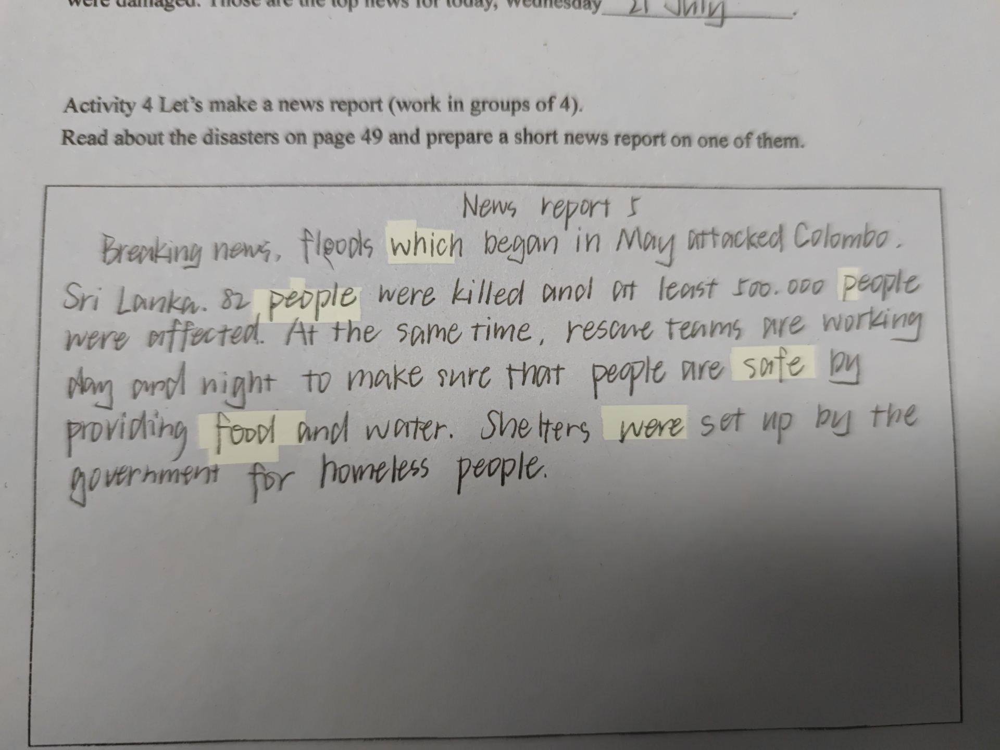 were damaged. Those are the top news for today, Wednesday 21 July.
Activity 4 Let's make a news report (work in groups of 4).
Read about the disasters on page 49 and prepare a short news report on one of them.
News report 5
Breaking news, floods which began in May attacked Colombo.
Sri Lanka. 82 people were killed and at least 500.000 people
were affected. At the same time, rescue teams are working
day and night to make sure that people are safe by
providing food and water. Shelters were set up by the
government for homeless people.